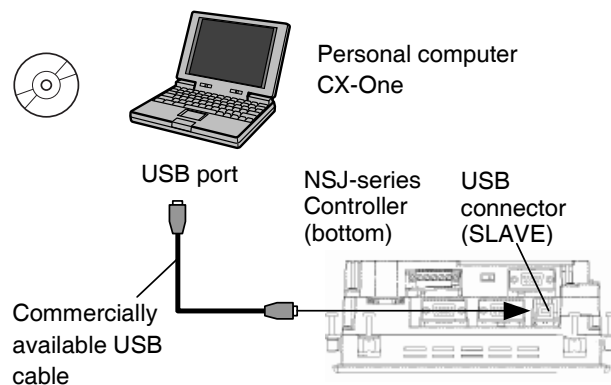 Personal computer
CX-One
USB port
NSJ-series
Controller
(bottom)
USB
connector
(SLAVE)
Commercially
available USB
cable